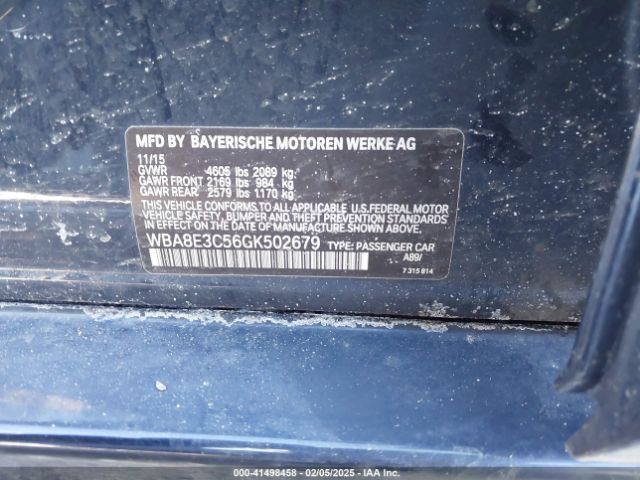 MFD BY BAYERISCHE MOTOREN WERKE AG
11/15
GVWR 4605 lbs 2089 kg:
GAWR FRONT 2169 lbs 984 kg:
GAWR REAR 2579 lbs 1170 kg:
THIS VEHICLE CONFORMS TO ALL APPLICABLE U.S.FEDERAL MOTOR
VEHICLE SAFETY, BUMPER, AND THEFT PREVENTION STANDARDS
IN EFFECT ON THE DATE OF MANUFACTURE SHOWN ABOVE.
WBA8E3C56GK502679 TYPE: PASSENGER CAR
A89/
7 315 814
000-41498458 - 02/05/2025 - IAA Inc.